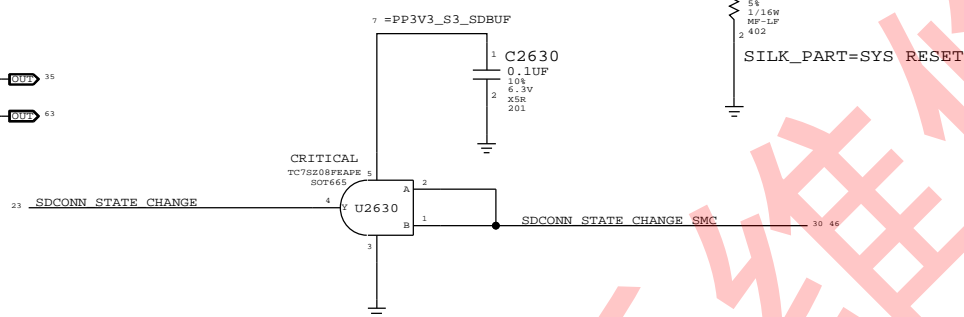 7 =PP3V3_S3_SDBUF
5%
1/16W
MF-LF
402
2
SILK_PART=SYS RESET
1 C2630
0.1UF
10%
6.3V
2 X5R
201
OUT 35
OUT 63
CRITICAL
TC7SZ08FEAPE 5
SOT665
A 2
23 SDCONN_STATE_CHANGE 4 Y U2630
B 1 SDCONN_STATE_CHANGE_SMC 30 46
3